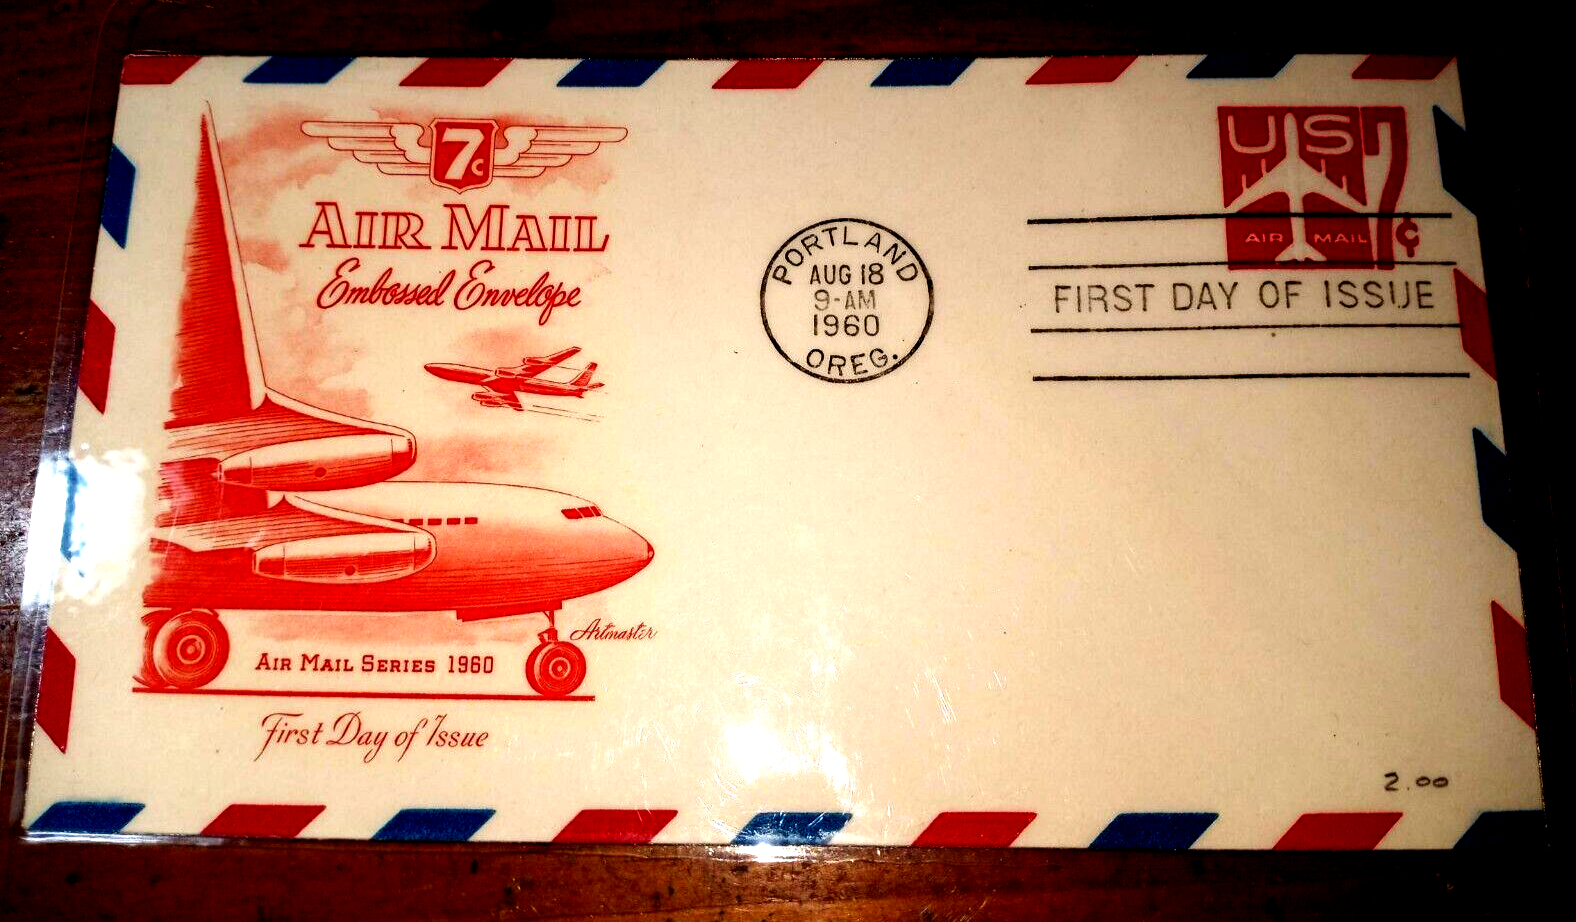 7c
AIR MAIL
Embossed Envelope
Artmaster
AIR MAIL SERIES 1960
First Day of Issue
PORTLAND
AUG 18
9-AM
1960
OREG.
US 7¢
AIR MAIL
FIRST DAY OF ISSUE
2.00